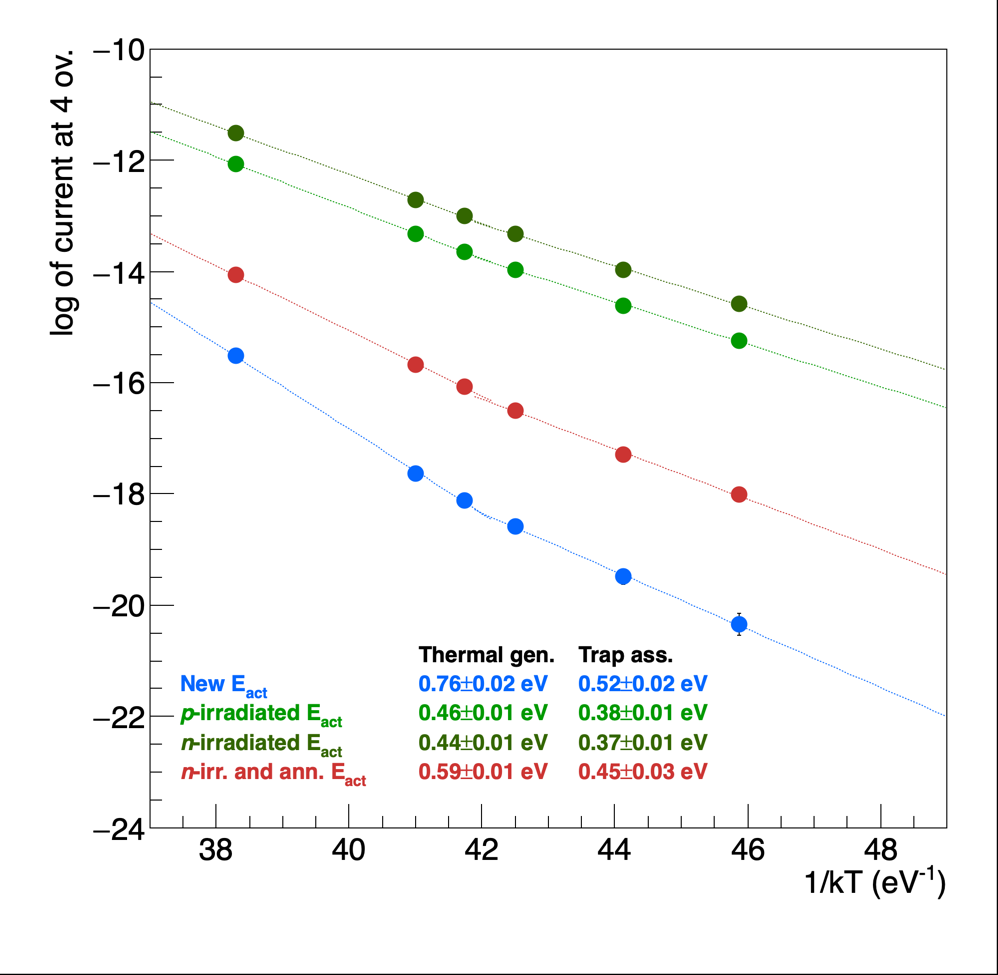 log of current at 4 ov.
−10
−12
−14
−16
−18
−20
−22
−24
Thermal gen. Trap ass.
New E_act 0.76±0.02 eV 0.52±0.02 eV
p-irradiated E_act 0.46±0.01 eV 0.38±0.01 eV
n-irradiated E_act 0.44±0.01 eV 0.37±0.01 eV
n-irr. and ann. E_act 0.59±0.01 eV 0.45±0.03 eV
38 40 42 44 46 48
1/kT (eV⁻¹)